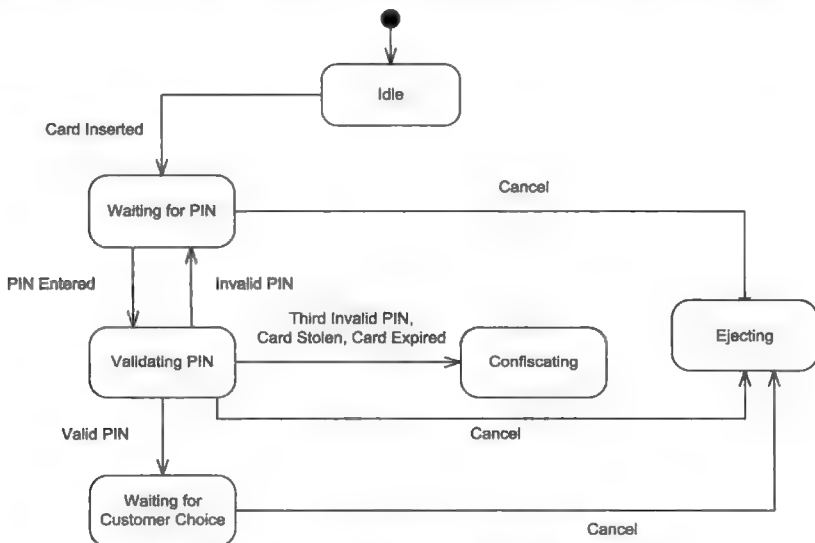 Idle
Card Inserted
Waiting for PIN
Cancel
PIN Entered
Invalid PIN
Third Invalid PIN,
Card Stolen, Card Expired
Ejecting
Validating PIN
Confiscating
Valid PIN
Cancel
Waiting for
Customer Choice
Cancel